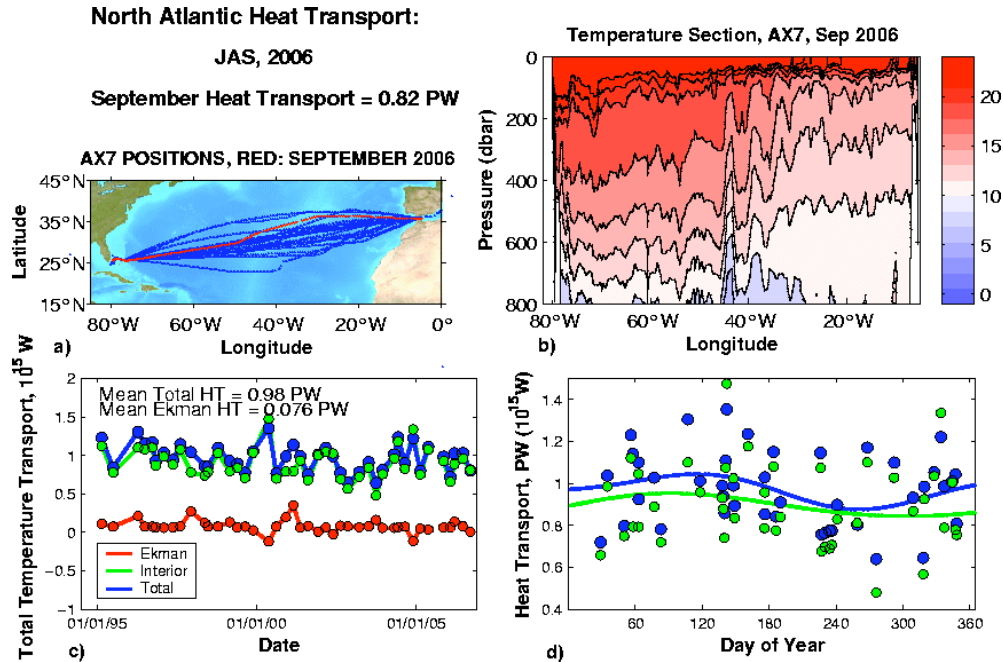 North Atlantic Heat Transport:
JAS, 2006
September Heat Transport = 0.82 PW
AX7 POSITIONS, RED: SEPTEMBER 2006
45°N
35°N
25°N
15°N
Latitude
80°W 60°W 40°W 20°W 0°
Longitude
a)
Temperature Section, AX7, Sep 2006
0
200
400
600
800
Pressure (dbar)
80°W 60°W 40°W 20°W
Longitude
b)
20
15
10
5
0
Total Temperature Transport, 10¹⁵ W
2
1.5
1
0.5
0
−0.5
−1
Mean Total HT = 0.98 PW
Mean Ekman HT = 0.076 PW
Ekman
Interior
Total
01/01/95 01/01/00 01/01/05
Date
c)
Heat Transport, PW (10¹⁵W)
1.4
1.2
1
0.8
0.6
0.4
60 120 180 240 300 360
Day of Year
d)